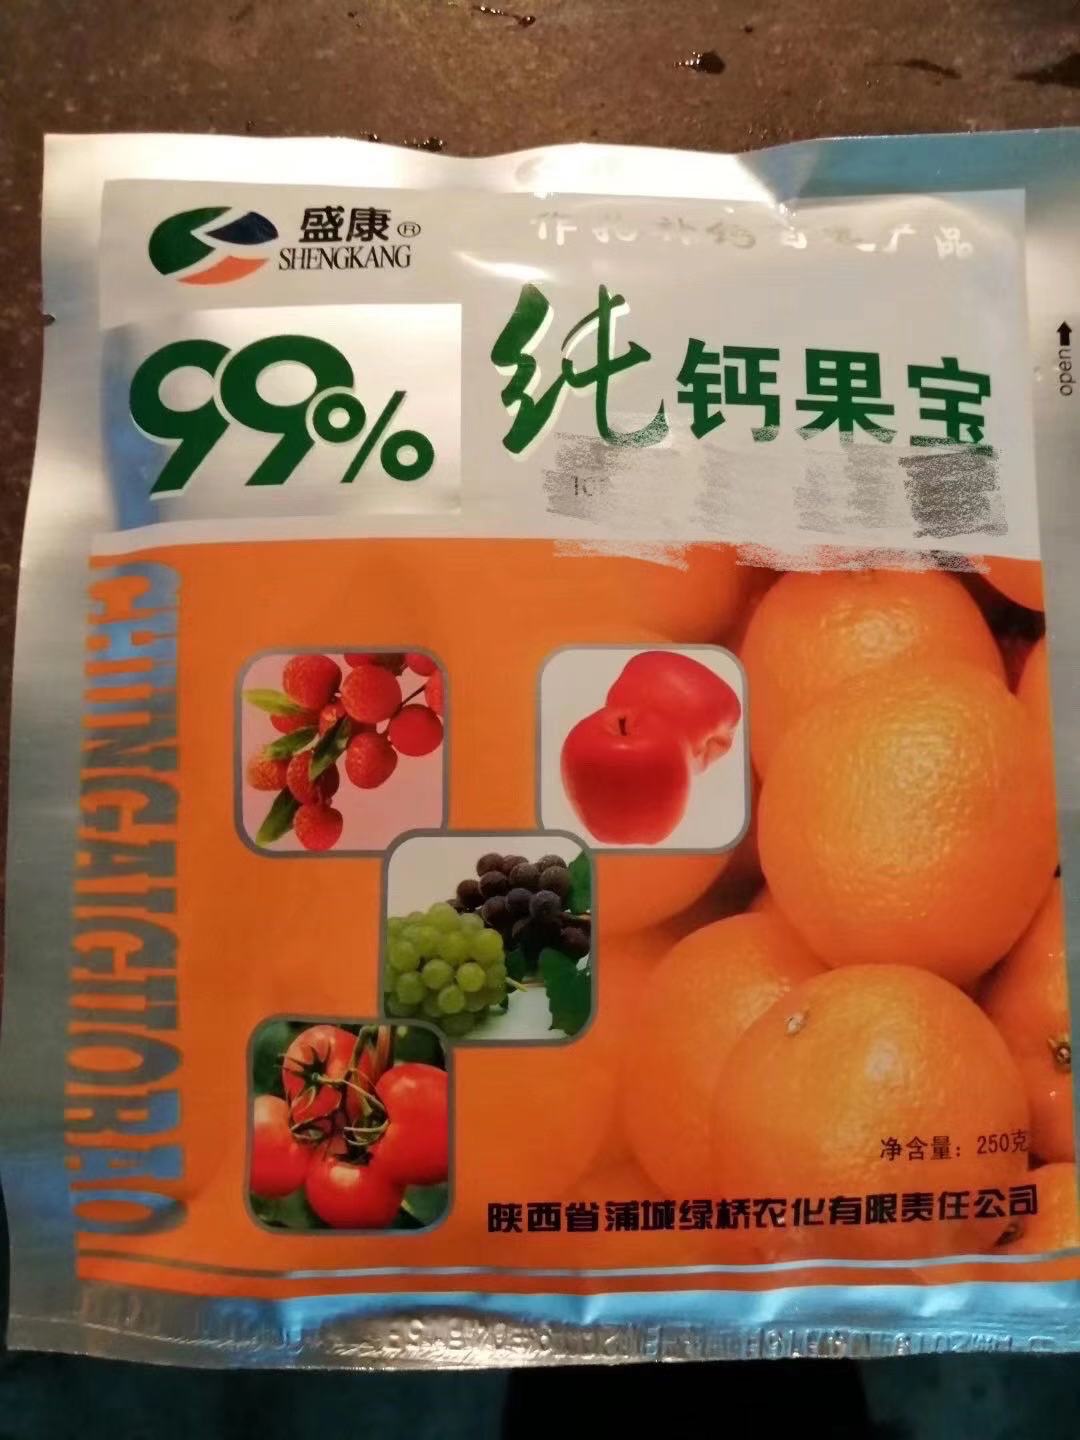 盛康®
SHENGKANG
99%
纯钙果宝
open
CHUNGAIGUOBAO
净含量：250克
陕西省蒲城绿桥农化有限责任公司